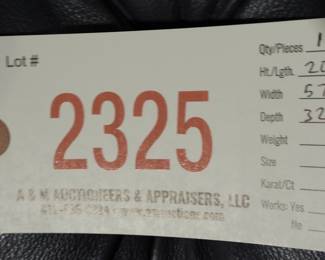 Lot #
2325
A & M AUCTIONEERS & APPRAISERS, LLC
Qty/Pieces 1
Ht./Lgth. 20
Width 57
Depth 32
Weight
Size
Karat/Ct
Works: Yes
No